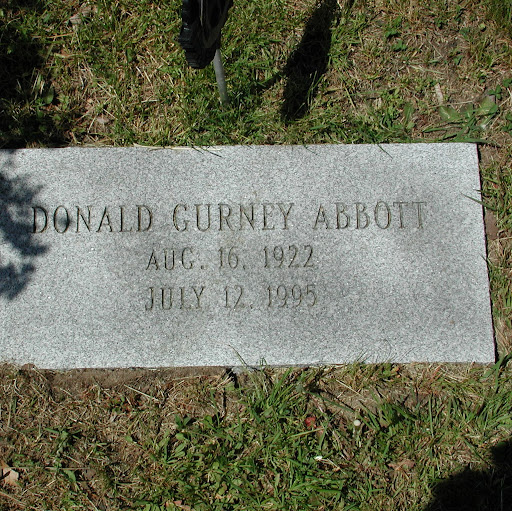 DONALD GURNEY ABBOTT
AUG. 16, 1922
JULY 12, 1995